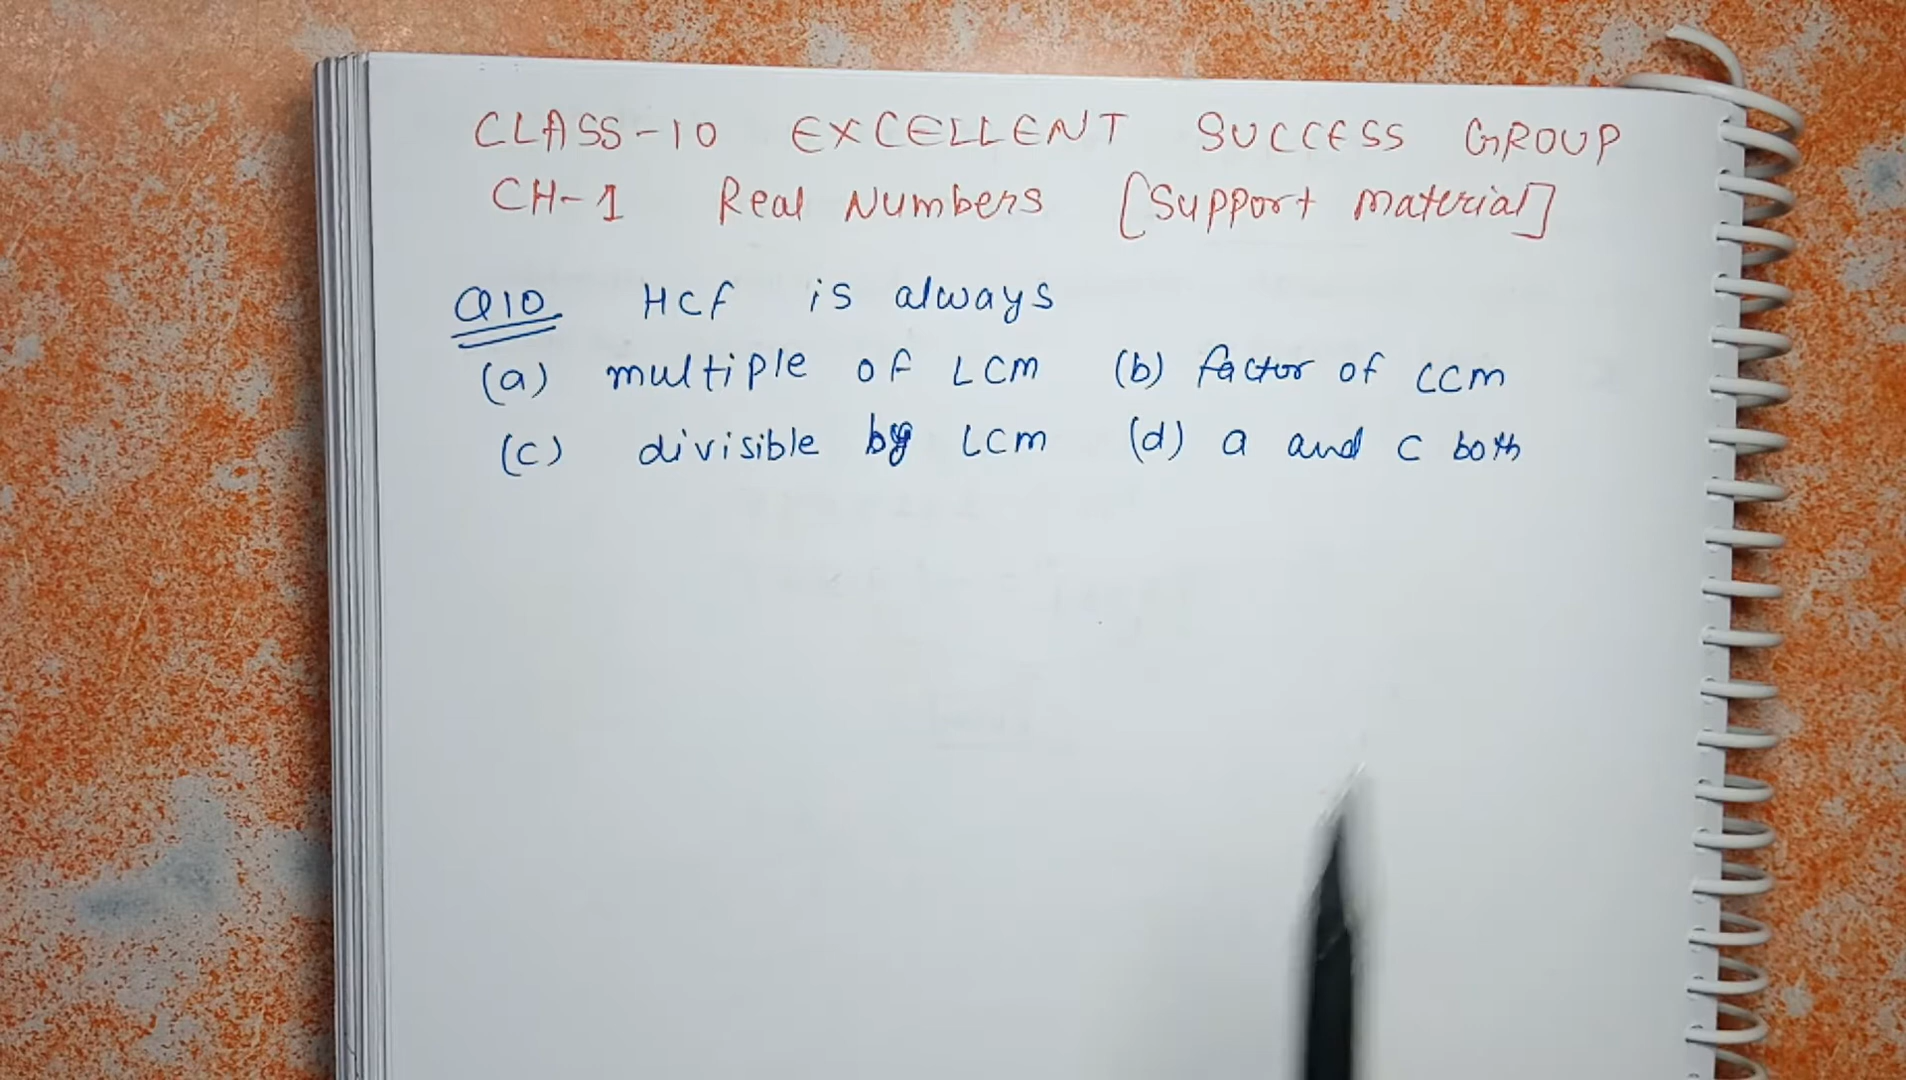 CLASS-10 EXCELLENT SUCCESS GROUP
CH-1 Real Numbers [Support Material]
Q10 HCF is always
(a) multiple of LCM (b) factor of LCM
(c) divisible by LCM (d) a and c both